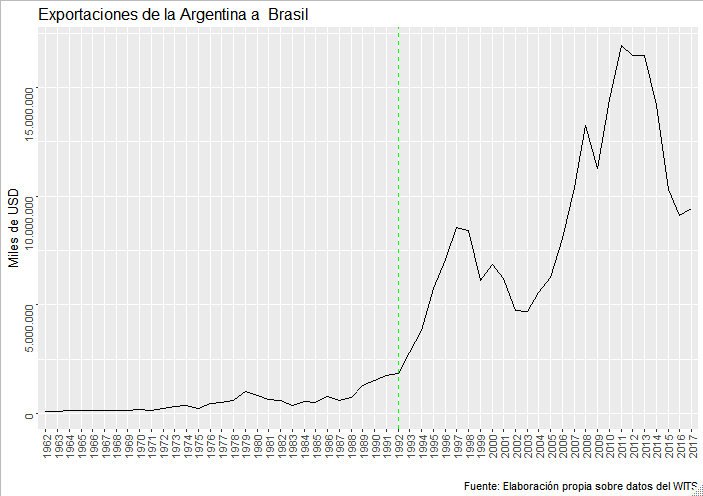 Exportaciones de la Argentina a  Brasil
Miles de USD
15.000.000
10.000.000
5.000.000
0
1962 1963 1964 1965 1966 1967 1968 1969 1970 1971 1972 1973 1974 1975 1976 1977 1978 1979 1980 1981 1982 1983 1984 1985 1986 1987 1988 1989 1990 1991 1992 1993 1994 1995 1996 1997 1998 1999 2000 2001 2002 2003 2004 2005 2006 2007 2008 2009 2010 2011 2012 2013 2014 2015 2016 2017
Fuente: Elaboración propia sobre datos del WITS